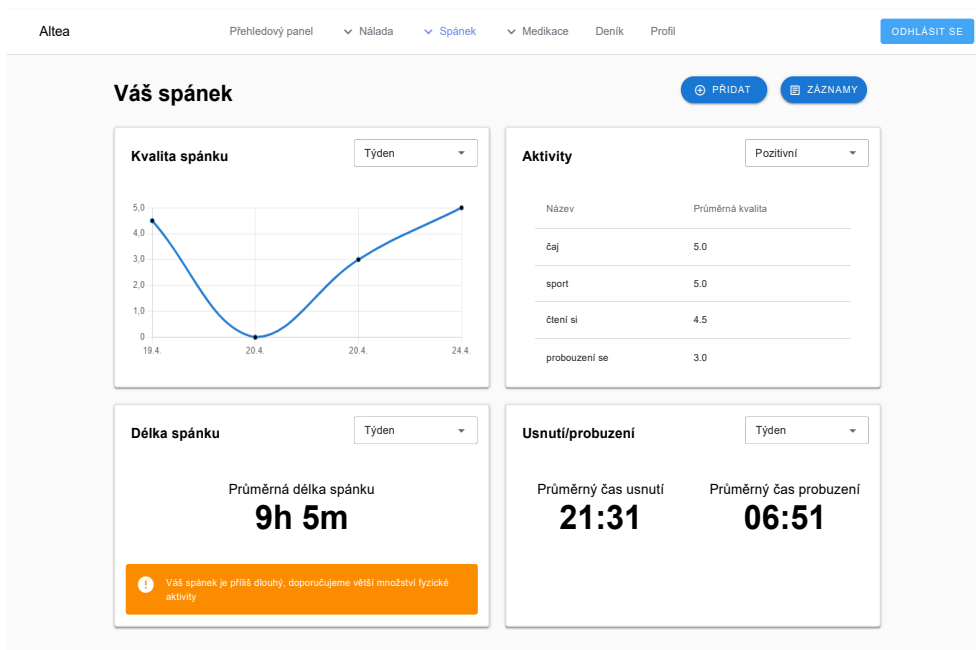 Altea
Přehledový panel
Nálada
Spánek
Medikace
Deník
Profil
ODHLÁSIT SE
Váš spánek
PŘIDAT
ZÁZNAMY
Kvalita spánku
Týden
5,0
4,0
3,0
2,0
1,0
0
19.4.
20.4.
20.4.
24.4.
Aktivity
Pozitivní
Název Průměrná kvalita
čaj 5.0
sport 5.0
čtení si 4.5
probouzení se 3.0
Délka spánku
Týden
Průměrná délka spánku
9h 5m
Váš spánek je příliš dlouhý, doporučujeme větší množství fyzické
aktivity
Usnutí/probuzení
Týden
Průměrný čas usnutí
21:31
Průměrný čas probuzení
06:51